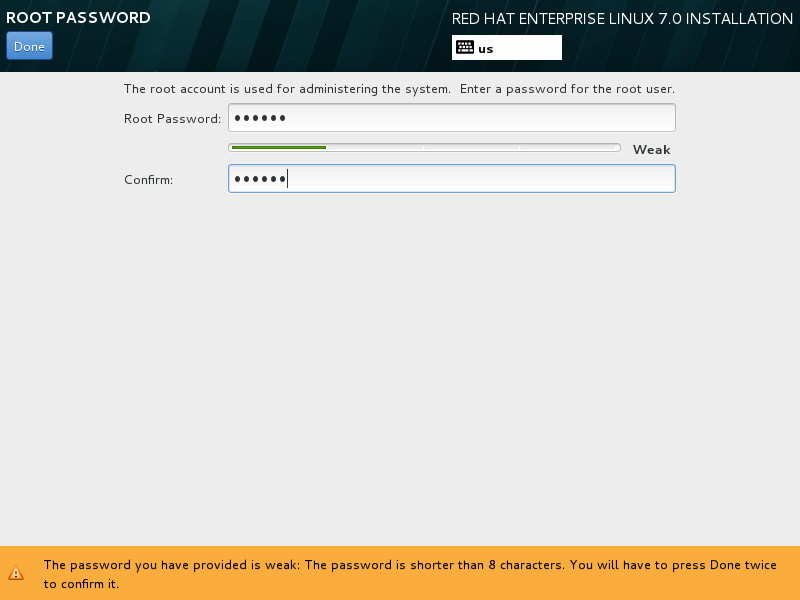 ROOT PASSWORD
RED HAT ENTERPRISE LINUX 7.0 INSTALLATION
Done
us
The root account is used for administering the system.  Enter a password for the root user.
Root Password: ••••••
Weak
Confirm: ••••••
The password you have provided is weak: The password is shorter than 8 characters. You will have to press Done twice
to confirm it.